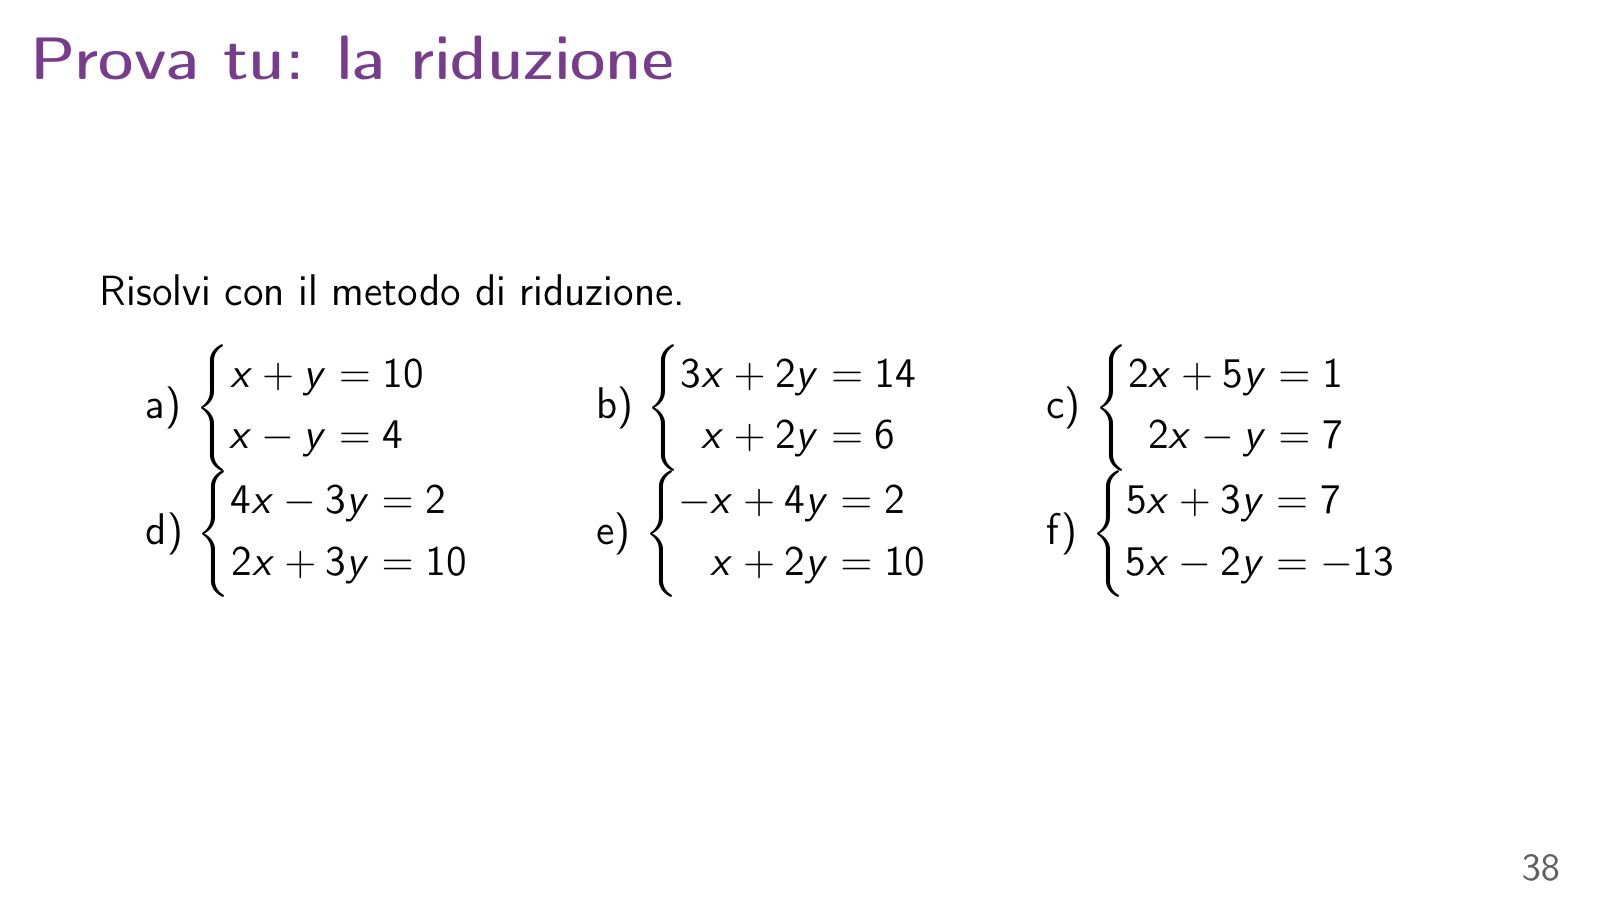 Prova tu: la riduzione
Risolvi con il metodo di riduzione.
a) { x + y = 10
x − y = 4
b) { 3x + 2y = 14
x + 2y = 6
c) { 2x + 5y = 1
2x − y = 7
d) { 4x − 3y = 2
2x + 3y = 10
e) { −x + 4y = 2
x + 2y = 10
f) { 5x + 3y = 7
5x − 2y = −13
38